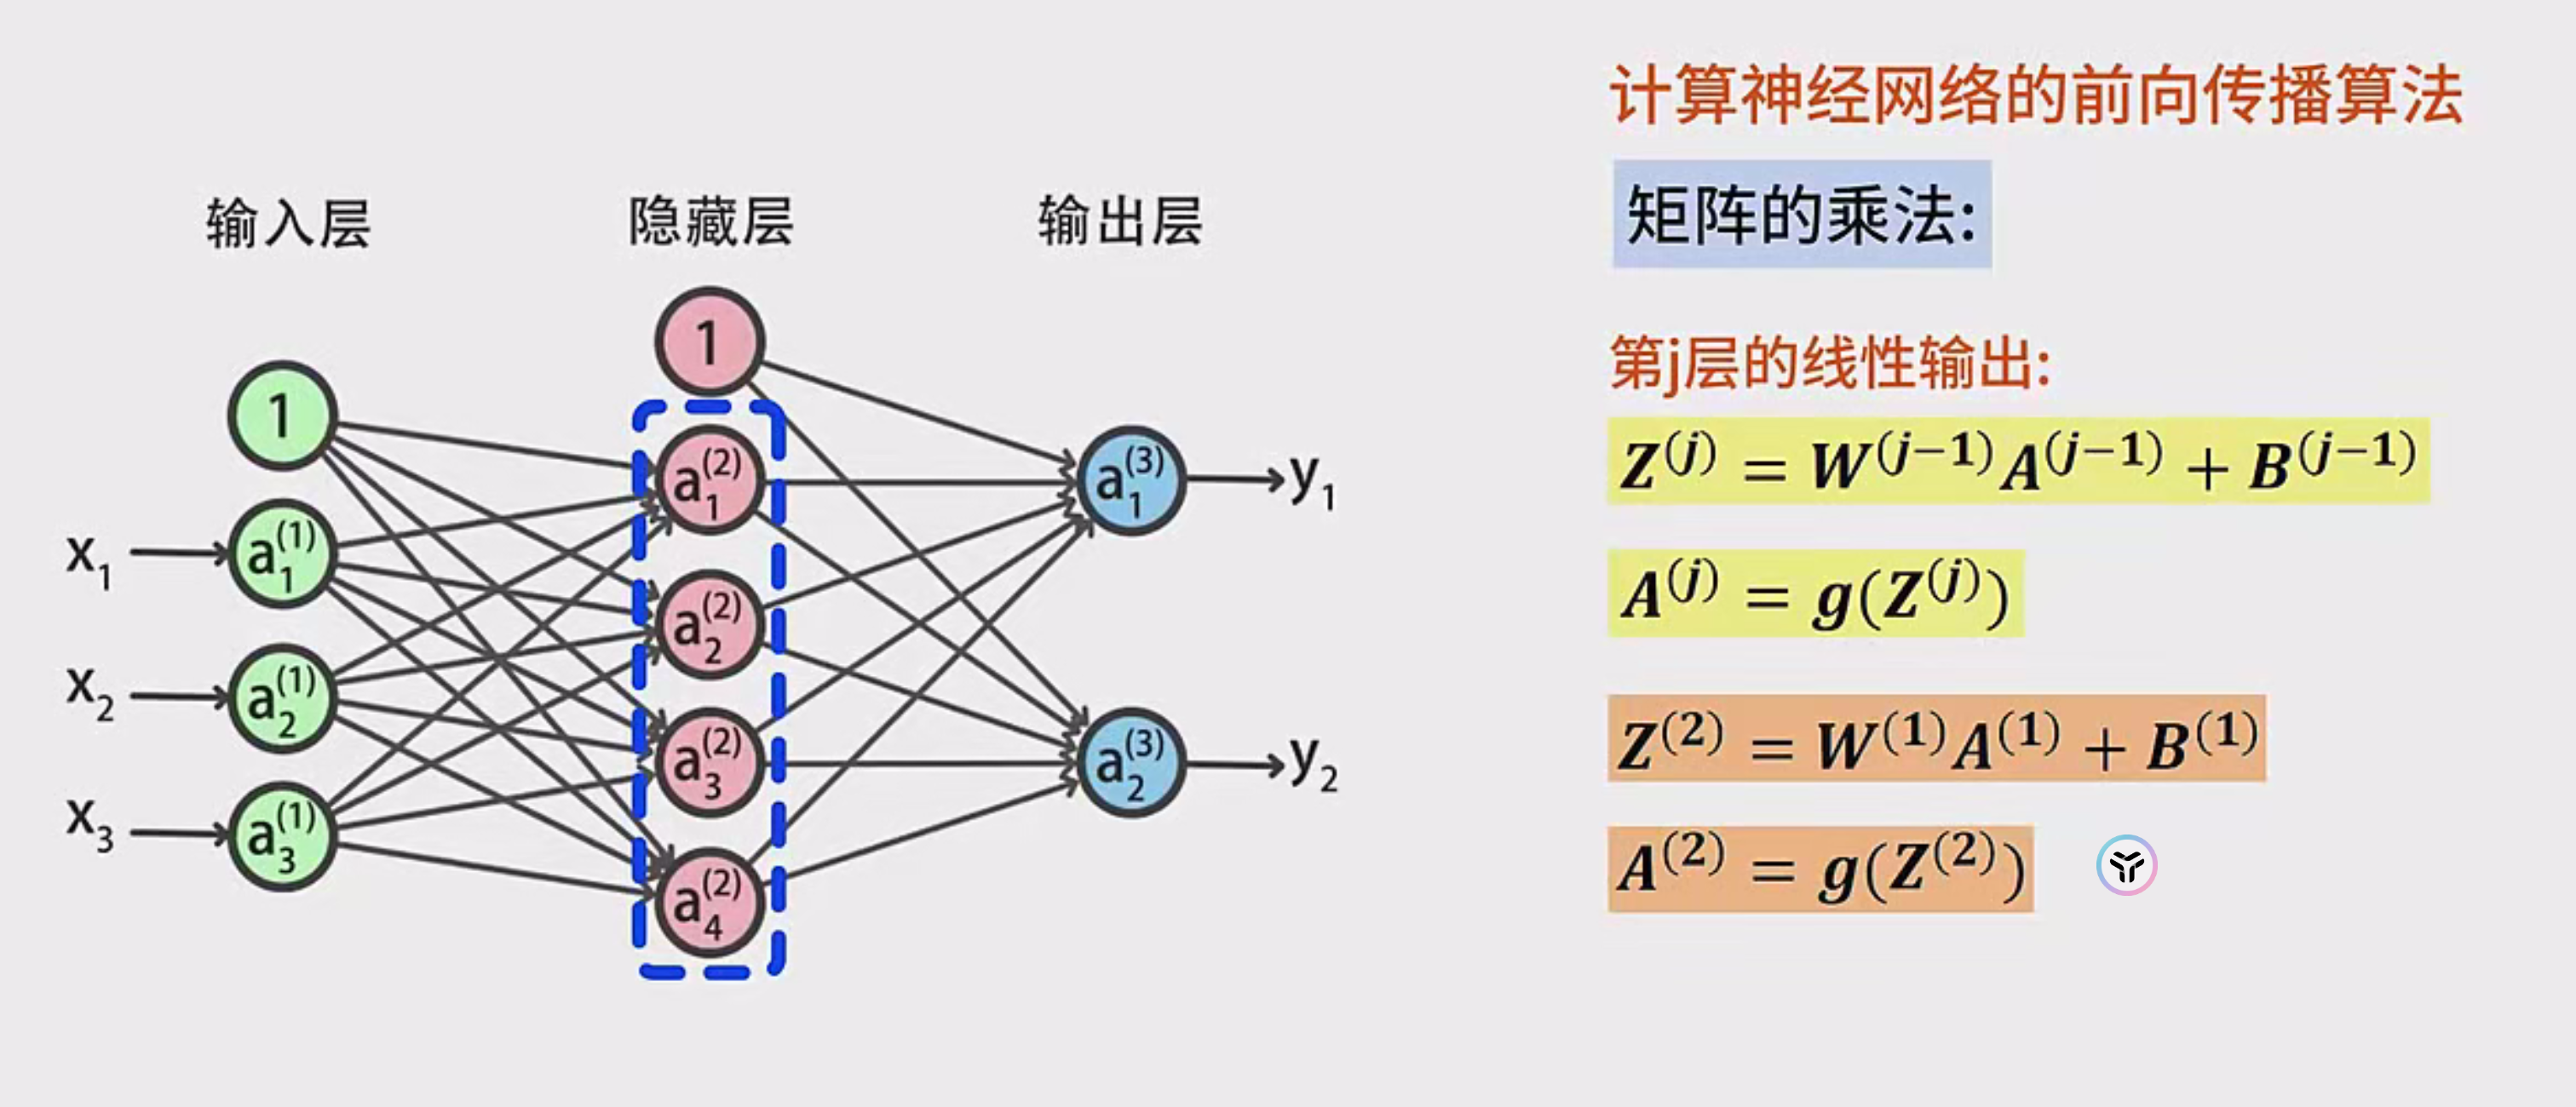 计算神经网络的前向传播算法
矩阵的乘法:
输入层 隐藏层 输出层
1
1
第j层的线性输出:
Z^(j) = W^(j−1)A^(j−1) + B^(j−1)
a_1^(2)
a_1^(3)
y_1
x_1
a_1^(1)
A^(j) = g(Z^(j))
a_2^(2)
x_2
a_2^(1)
Z^(2) = W^(1)A^(1) + B^(1)
a_3^(2)
a_2^(3)
y_2
x_3
a_3^(1)
A^(2) = g(Z^(2))
a_4^(2)